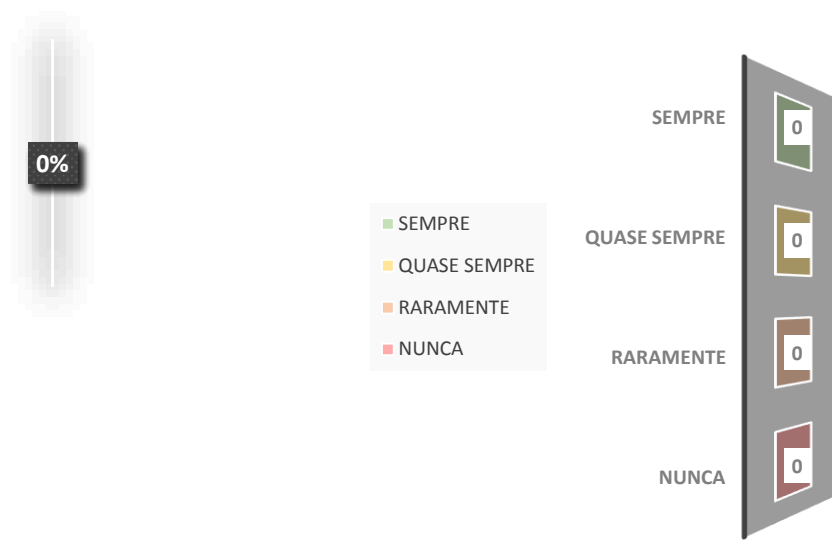 0%
SEMPRE
QUASE SEMPRE
RARAMENTE
NUNCA
SEMPRE
0
QUASE SEMPRE
0
RARAMENTE
0
NUNCA
0